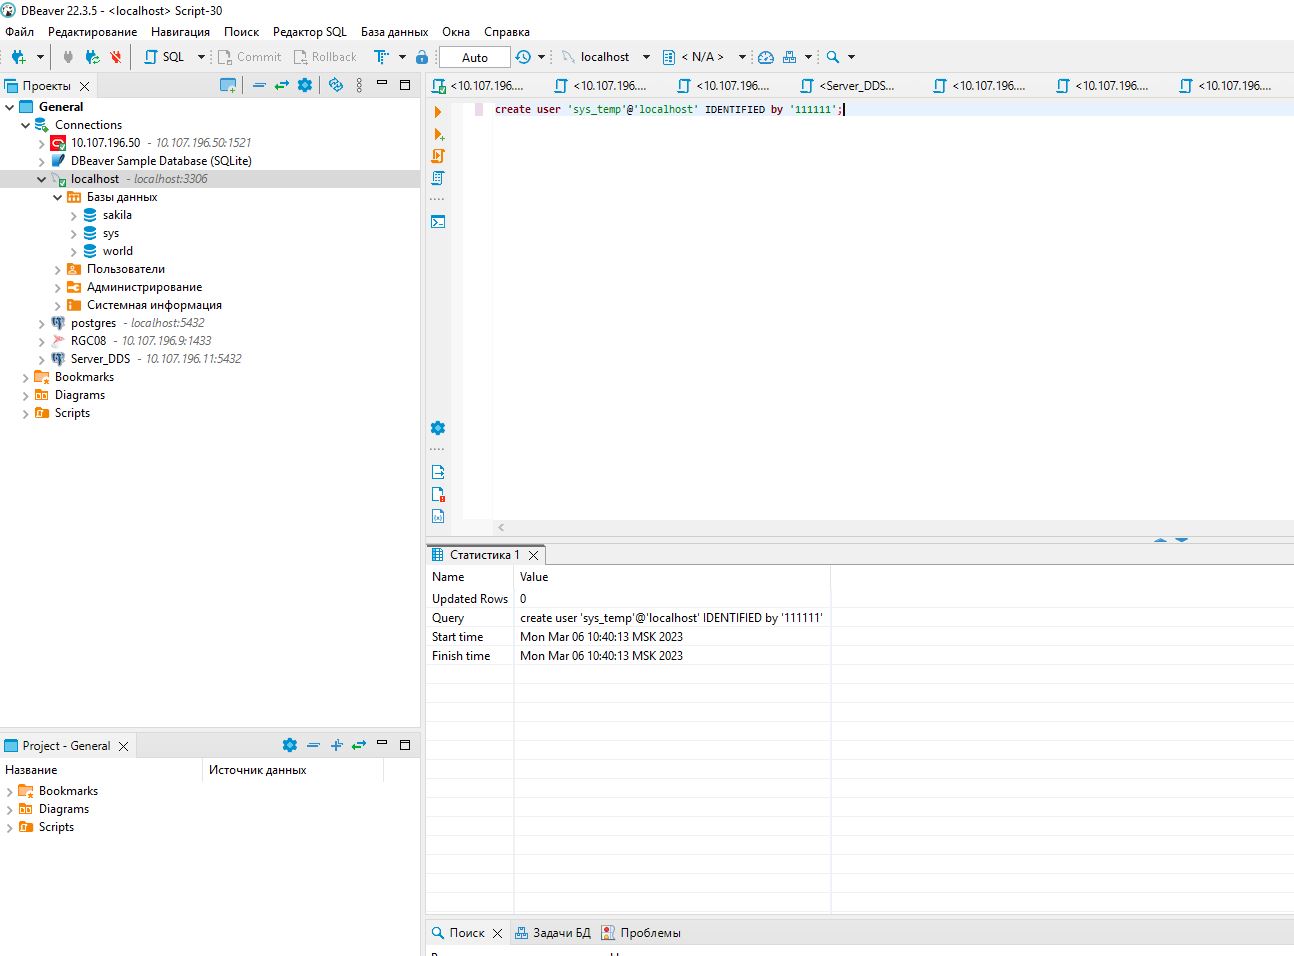 DBeaver 22.3.5 - <localhost> Script-30
Файл Редактирование Навигация Поиск Редактор SQL База данных Окна Справка
SQL Commit Rollback Auto localhost < N/A >
Проекты
General
Connections
10.107.196.50 - 10.107.196.50:1521
DBeaver Sample Database (SQLite)
localhost - localhost:3306
Базы данных
sakila
sys
world
Пользователи
Администрирование
Системная информация
postgres - localhost:5432
RGC08 - 10.107.196.9:1433
Server_DDS - 10.107.196.11:5432
Bookmarks
Diagrams
Scripts
<10.107.196.... <10.107.196.... <10.107.196.... <Server_DDS... <10.107.196.... <10.107.196.... <10.107.196....
create user 'sys_temp'@'localhost' IDENTIFIED by '111111';
Статистика 1
Name Value
Updated Rows 0
Query create user 'sys_temp'@'localhost' IDENTIFIED by '111111'
Start time Mon Mar 06 10:40:13 MSK 2023
Finish time Mon Mar 06 10:40:13 MSK 2023
Project - General
Название Источник данных
Bookmarks
Diagrams
Scripts
Поиск Задачи БД Проблемы